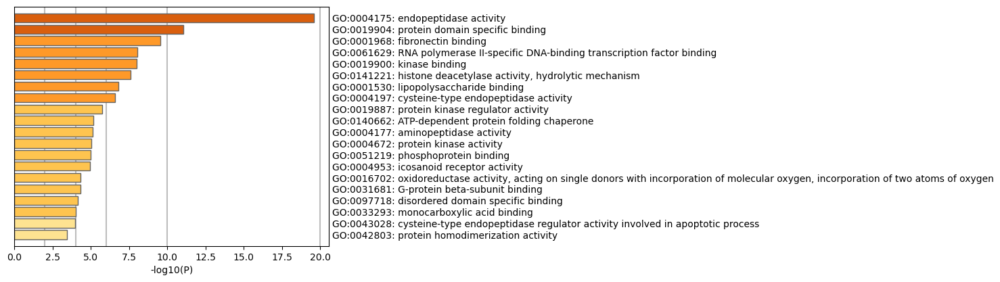 GO:0004175: endopeptidase activity
GO:0019904: protein domain specific binding
GO:0001968: fibronectin binding
GO:0061629: RNA polymerase II-specific DNA-binding transcription factor binding
GO:0019900: kinase binding
GO:0141221: histone deacetylase activity, hydrolytic mechanism
GO:0001530: lipopolysaccharide binding
GO:0004197: cysteine-type endopeptidase activity
GO:0019887: protein kinase regulator activity
GO:0140662: ATP-dependent protein folding chaperone
GO:0004177: aminopeptidase activity
GO:0004672: protein kinase activity
GO:0051219: phosphoprotein binding
GO:0004953: icosanoid receptor activity
GO:0016702: oxidoreductase activity, acting on single donors with incorporation of molecular oxygen, incorporation of two atoms of oxygen
GO:0031681: G-protein beta-subunit binding
GO:0097718: disordered domain specific binding
GO:0033293: monocarboxylic acid binding
GO:0043028: cysteine-type endopeptidase regulator activity involved in apoptotic process
GO:0042803: protein homodimerization activity
0.0 2.5 5.0 7.5 10.0 12.5 15.0 17.5 20.0
-log10(P)